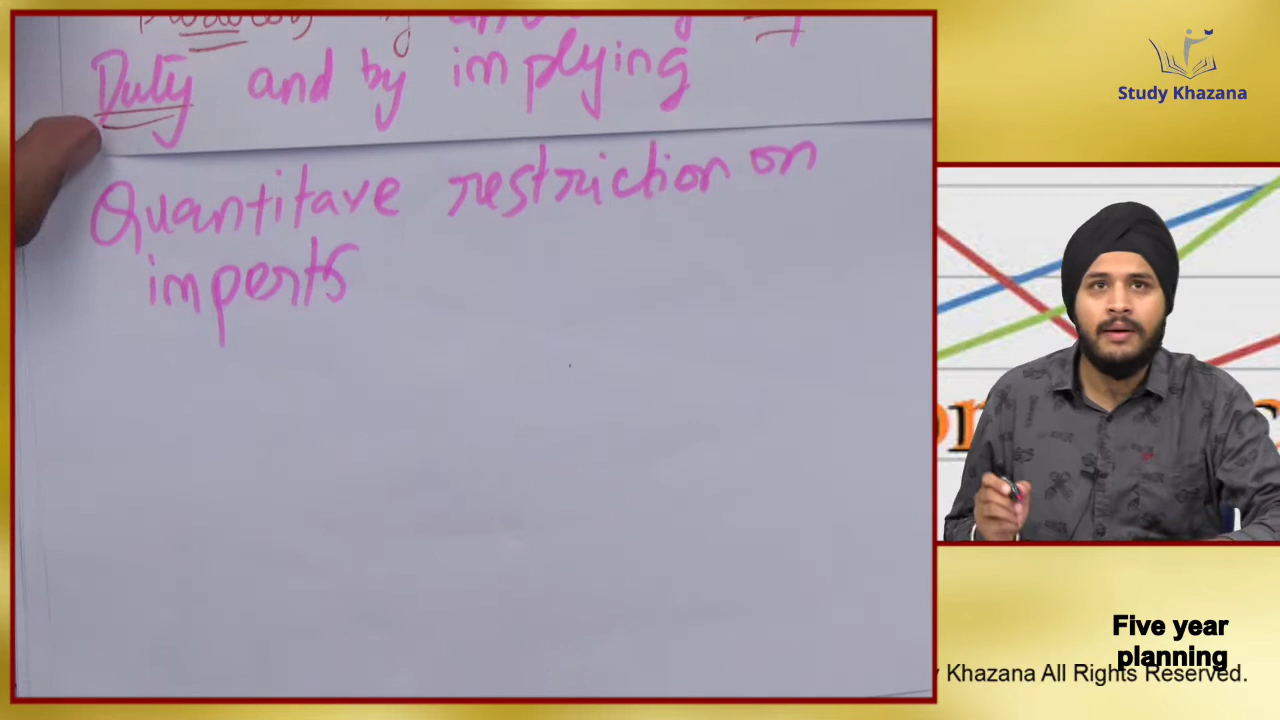 Duty and by implying
Quantitave restriction on
imports
Study Khazana
Five year
planning
Khazana All Rights Reserved.